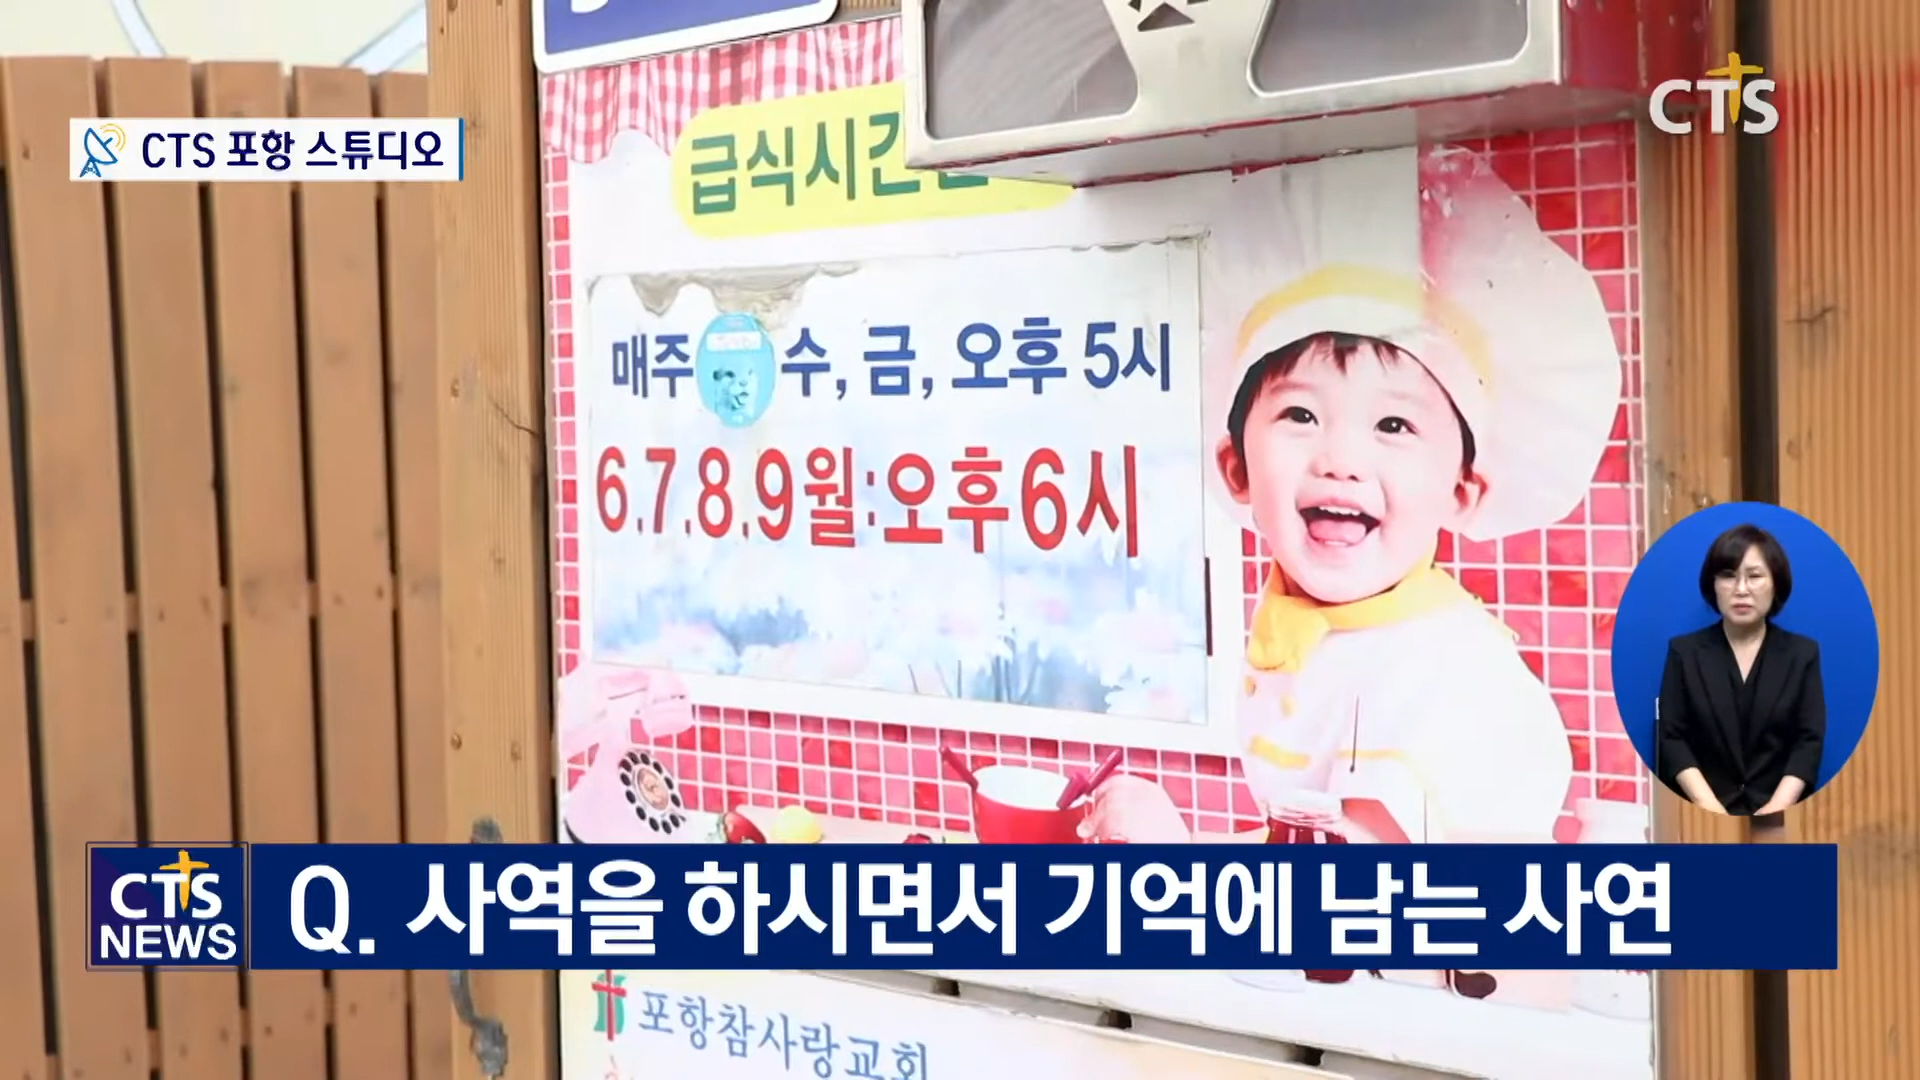 CTS 포항 스튜디오
CTS
급식시간
매주 수, 금, 오후 5시
6.7.8.9월:오후6시
CTS
NEWS
Q. 사역을 하시면서 기억에 남는 사연
포항참사랑교회